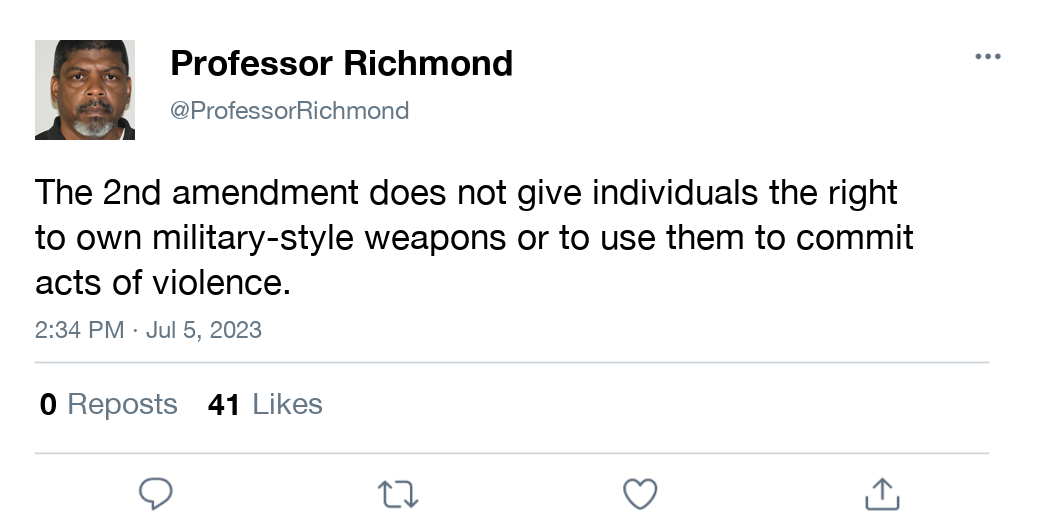 Professor Richmond
@ProfessorRichmond
The 2nd amendment does not give individuals the right
to own military-style weapons or to use them to commit
acts of violence.
2:34 PM · Jul 5, 2023
0 Reposts 41 Likes